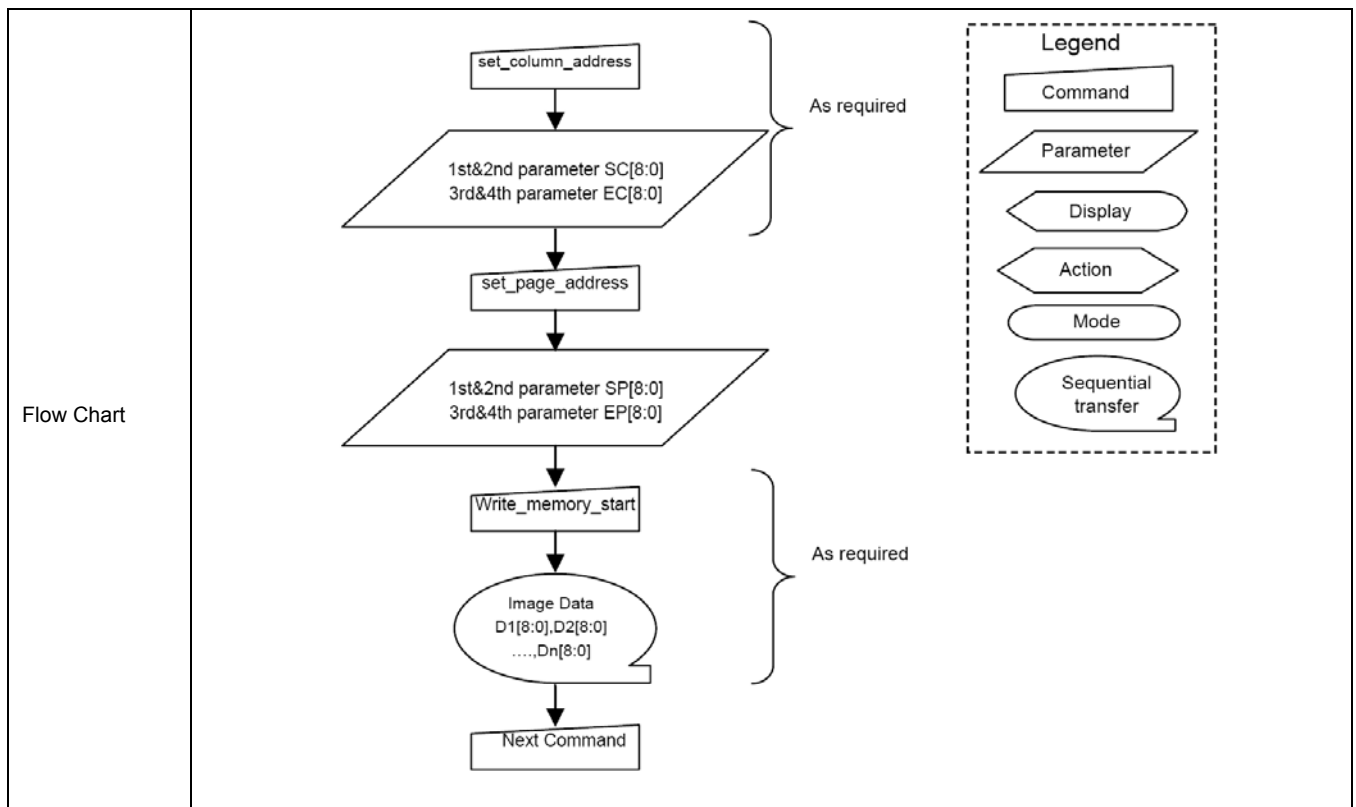 Flow Chart
set_column_address
1st&2nd parameter SC[8:0]
3rd&4th parameter EC[8:0]
As required
set_page_address
1st&2nd parameter SP[8:0]
3rd&4th parameter EP[8:0]
Write_memory_start
Image Data
D1[8:0],D2[8:0]
....,Dn[8:0]
As required
Next Command
Legend
Command
Parameter
Display
Action
Mode
Sequential
transfer